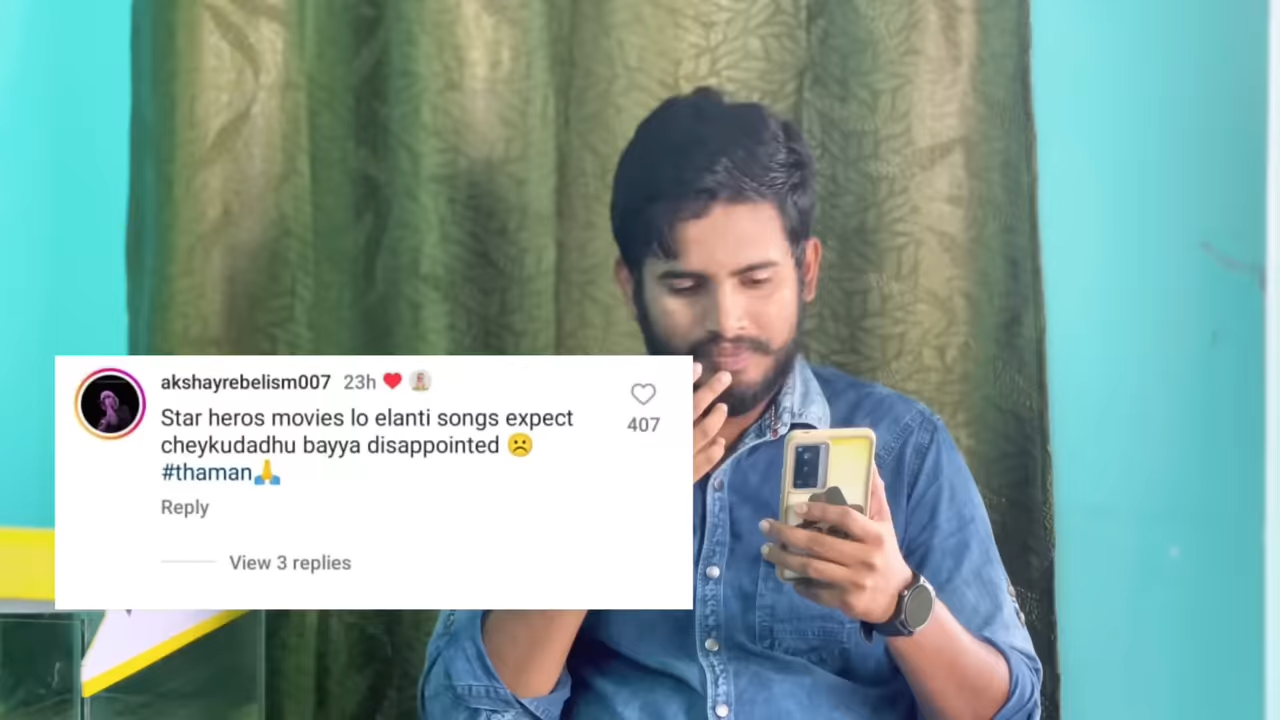 akshayrebelism007 23h ❤️
Star heros movies lo elanti songs expect
cheykudadhu bayya disappointed ☹️
#thaman🙏
407
Reply
View 3 replies